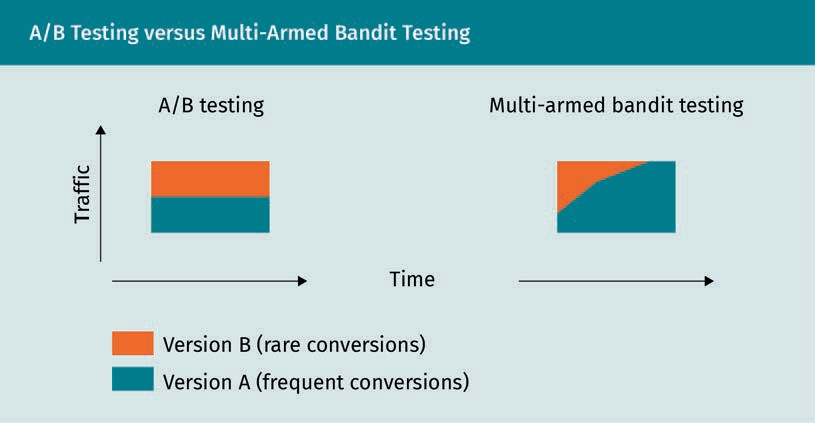 A/B Testing versus Multi-Armed Bandit Testing
A/B testing
Multi-armed bandit testing
Traffic
Time
Version B (rare conversions)
Version A (frequent conversions)